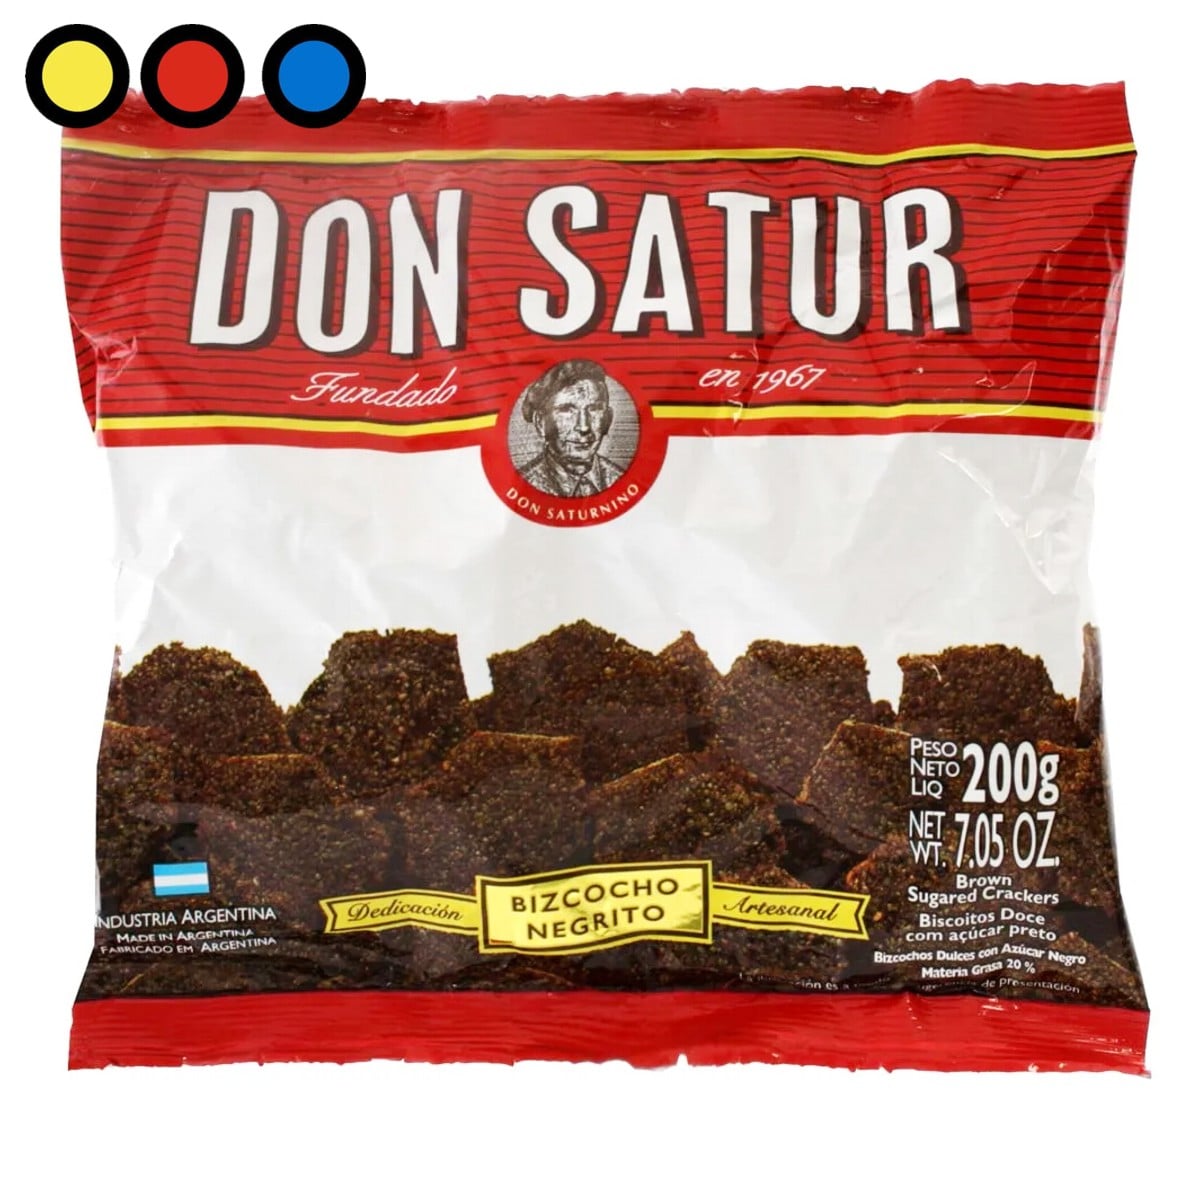 DON SATUR
Fundado
en 1967
DON SATURNINO
PESO
NETO
LIQ
200g
NET
WT.
7.05 OZ.
Brown
Sugared Crackers
Biscoitos Doce
com açúcar preto
Bizcochos Dulces con Azúcar Negro
Materia Grasa 20 %
de presentación
INDUSTRIA ARGENTINA
MADE IN ARGENTINA
FABRICADO EM ARGENTINA
Dedicación
BIZCOCHO
NEGRITO
Artesanal